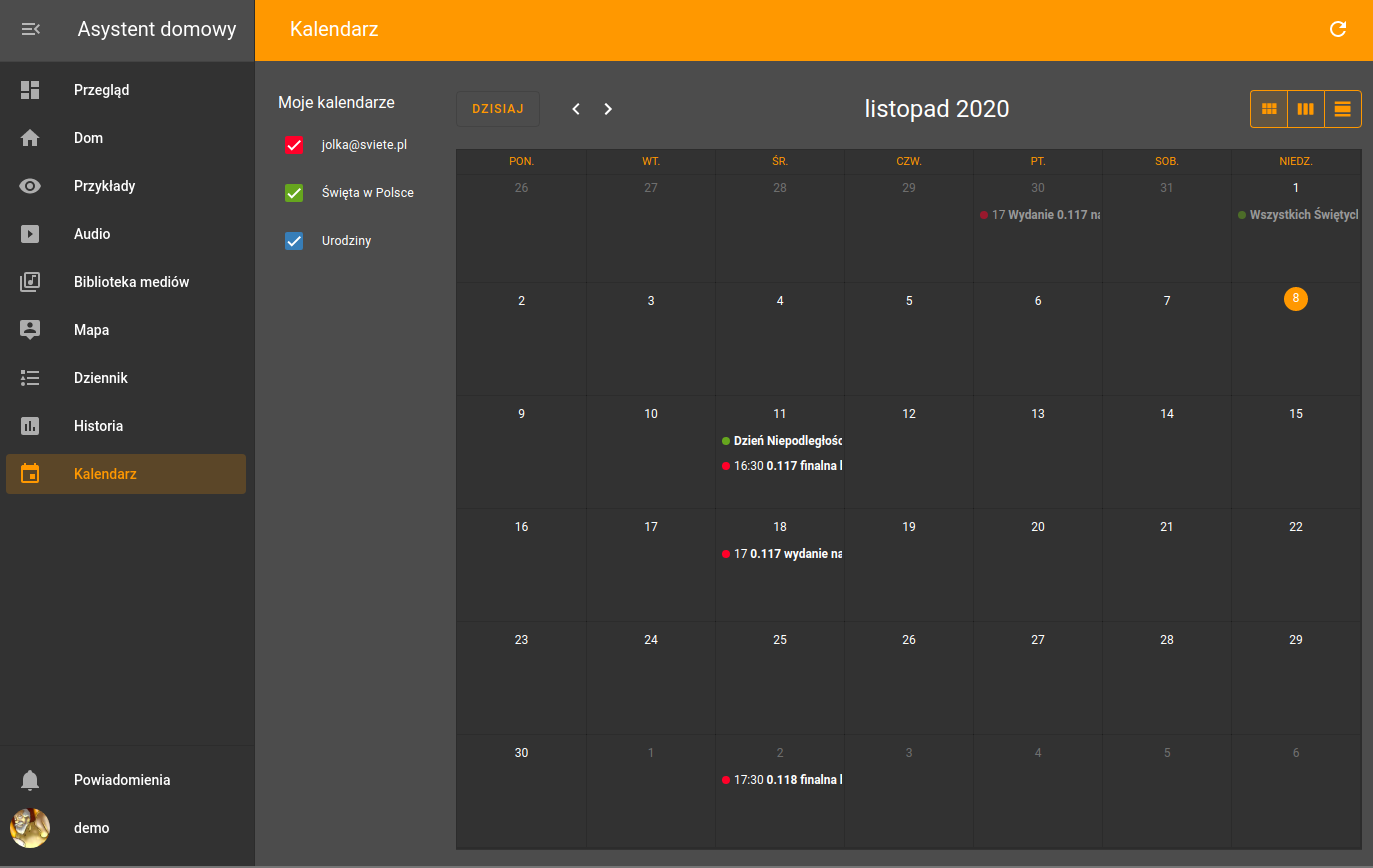 Asystent domowy
Kalendarz
Przegląd
Dom
Przykłady
Audio
Biblioteka mediów
Mapa
Dziennik
Historia
Kalendarz
Powiadomienia
demo
Moje kalendarze
jolka@sviete.pl
Święta w Polsce
Urodziny
DZISIAJ
listopad 2020
PON. WT. ŚR. CZW. PT. SOB. NIEDZ.
26 27 28 29 30 31 1
17 Wydanie 0.117 na Wszystkich Świętych
2 3 4 5 6 7 8
9 10 11 12 13 14 15
Dzień Niepodległośc
16:30 0.117 finalna
16 17 18 19 20 21 22
17 0.117 wydanie na
23 24 25 26 27 28 29
30 1 2 3 4 5 6
17:30 0.118 finalna